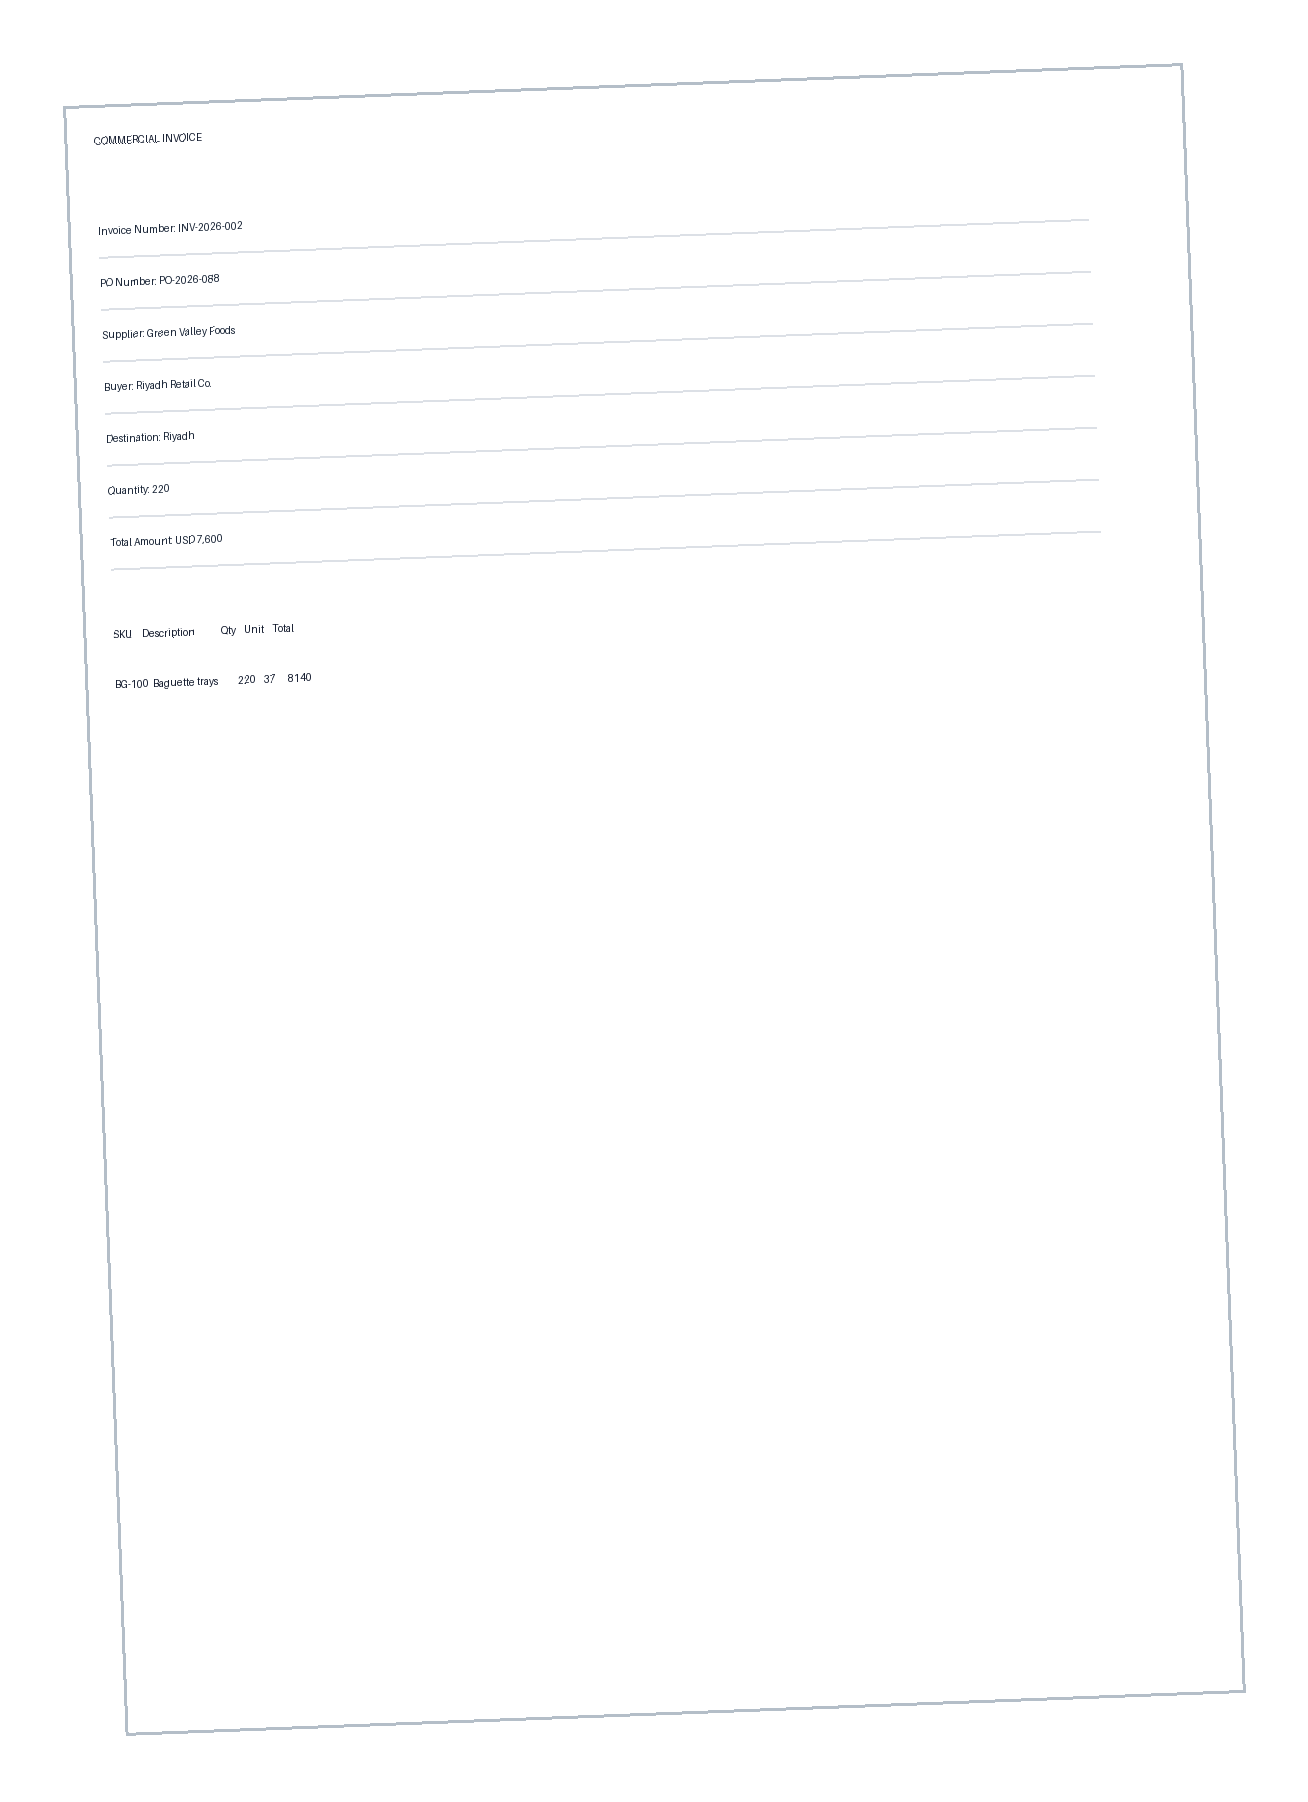 COMMERCIAL INVOICE
Invoice Number: INV-2026-002
PO Number: PO-2026-088
Supplier: Green Valley Foods
Buyer: Riyadh Retail Co.
Destination: Riyadh
Quantity: 220
Total Amount: USD 7,600
SKU Description Qty Unit Total
BG-100 Baguette trays 220 37 8140